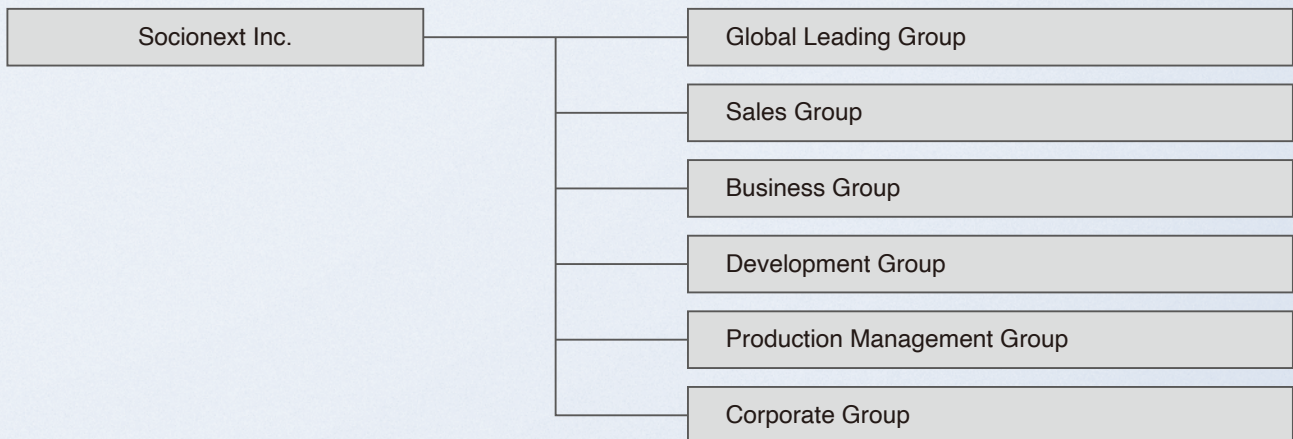 Socionext Inc.
Global Leading Group
Sales Group
Business Group
Development Group
Production Management Group
Corporate Group